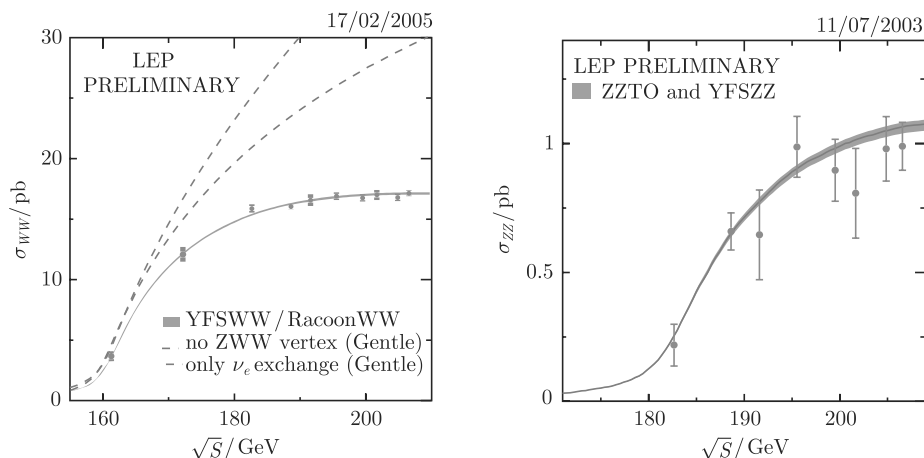 17/02/2005
30
20
10
0
160
180
200
σ_WW/pb
√S/GeV
LEP
PRELIMINARY
YFSWW/RacoonWW
no ZWW vertex (Gentle)
only ν_e exchange (Gentle)
11/07/2003
1
0.5
0
180
190
200
σ_ZZ/pb
√S/GeV
LEP PRELIMINARY
ZZTO and YFSZZ